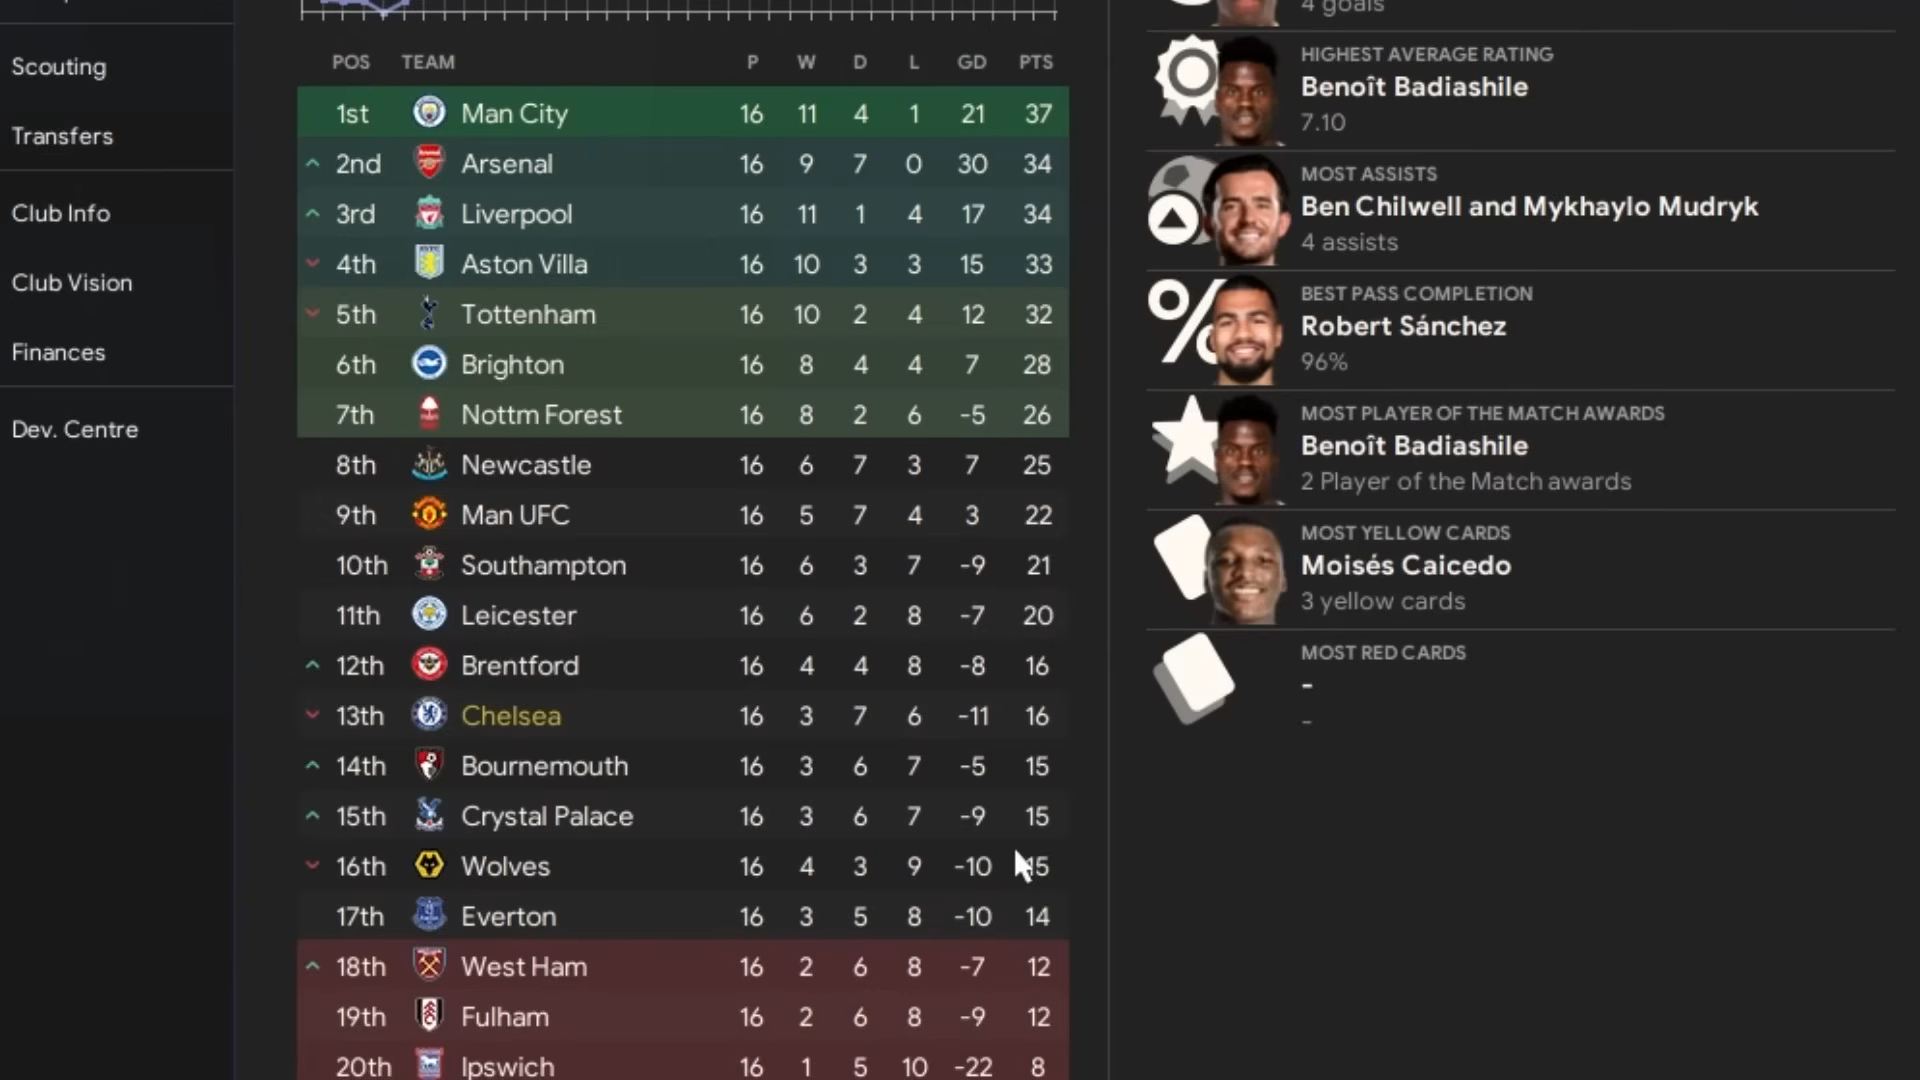 Scouting
Transfers
Club Info
Club Vision
Finances
Dev. Centre
POS TEAM P W D L GD PTS
1st Man City 16 11 4 1 21 37
2nd Arsenal 16 9 7 0 30 34
3rd Liverpool 16 11 1 4 17 34
4th Aston Villa 16 10 3 3 15 33
5th Tottenham 16 10 2 4 12 32
6th Brighton 16 8 4 4 7 28
7th Nottm Forest 16 8 2 6 -5 26
8th Newcastle 16 6 7 3 7 25
9th Man UFC 16 5 7 4 3 22
10th Southampton 16 6 3 7 -9 21
11th Leicester 16 6 2 8 -7 20
12th Brentford 16 4 4 8 -8 16
13th Chelsea 16 3 7 6 -11 16
14th Bournemouth 16 3 6 7 -5 15
15th Crystal Palace 16 3 6 7 -9 15
16th Wolves 16 4 3 9 -10 15
17th Everton 16 3 5 8 -10 14
18th West Ham 16 2 6 8 -7 12
19th Fulham 16 2 6 8 -9 12
20th Ipswich 16 1 5 10 -22 8
4 goals
HIGHEST AVERAGE RATING
Benoît Badiashile
7.10
MOST ASSISTS
Ben Chilwell and Mykhaylo Mudryk
4 assists
BEST PASS COMPLETION
Robert Sánchez
96%
MOST PLAYER OF THE MATCH AWARDS
Benoît Badiashile
2 Player of the Match awards
MOST YELLOW CARDS
Moisés Caicedo
3 yellow cards
MOST RED CARDS
-
-